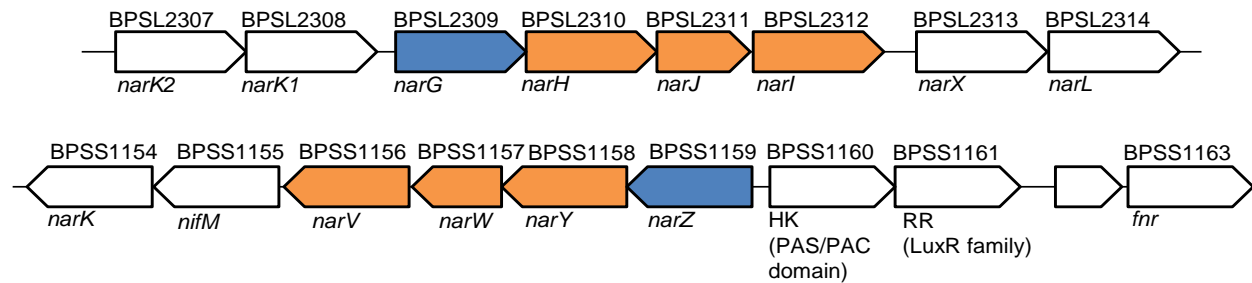 BPSL2307 BPSL2308 BPSL2309 BPSL2310 BPSL2311 BPSL2312 BPSL2313 BPSL2314
narK2 narK1 narG narH narJ narI narX narL
BPSS1154 BPSS1155 BPSS1156 BPSS1157 BPSS1158 BPSS1159 BPSS1160 BPSS1161 BPSS1163
narK nifM narV narW narY narZ HK RR fnr
(PAS/PAC (LuxR family)
domain)